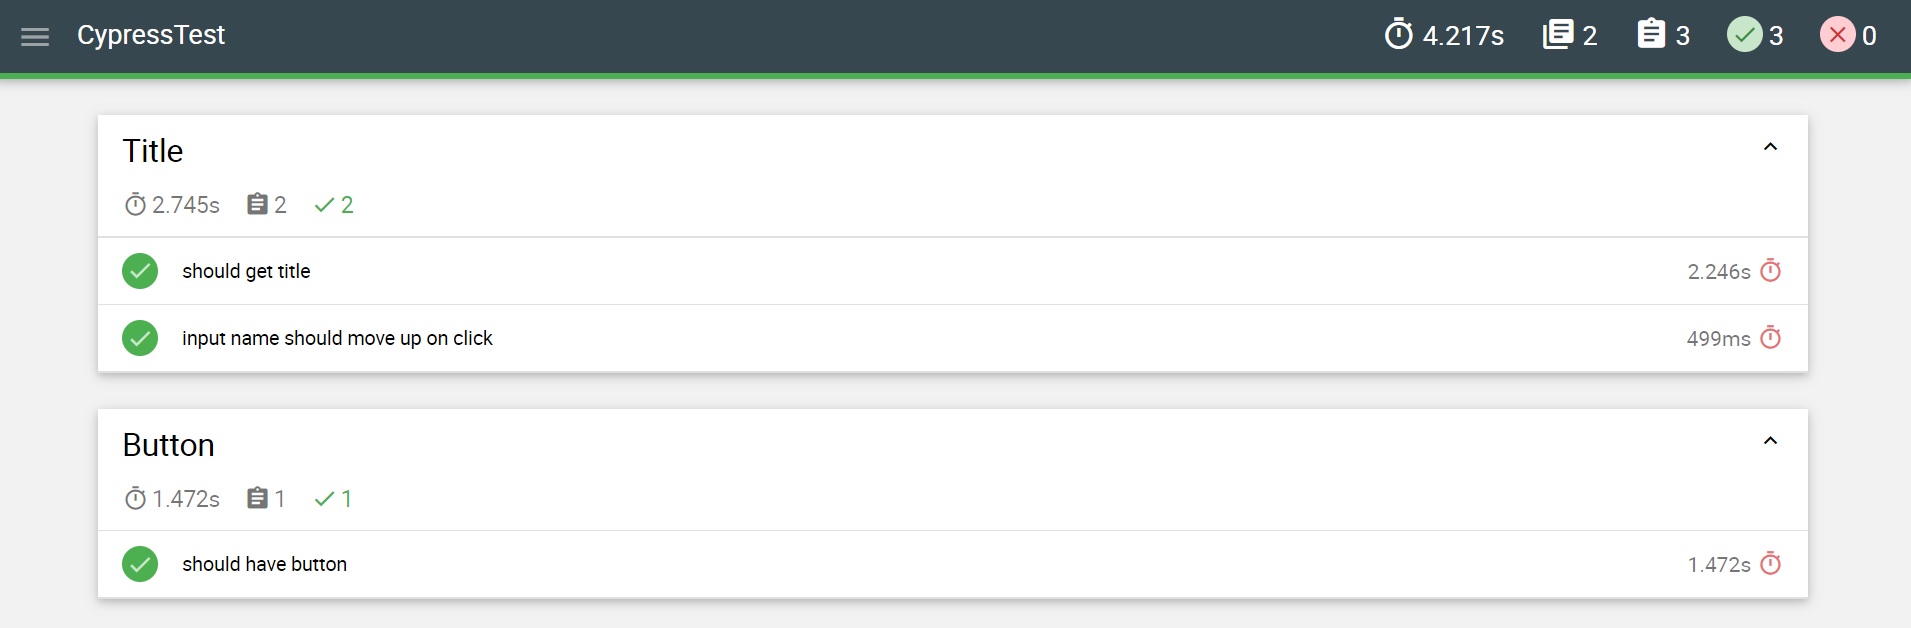 CypressTest 4.217s 2 3 3 0
Title
2.745s 2 2
should get title 2.246s
input name should move up on click 499ms
Button
1.472s 1 1
should have button 1.472s